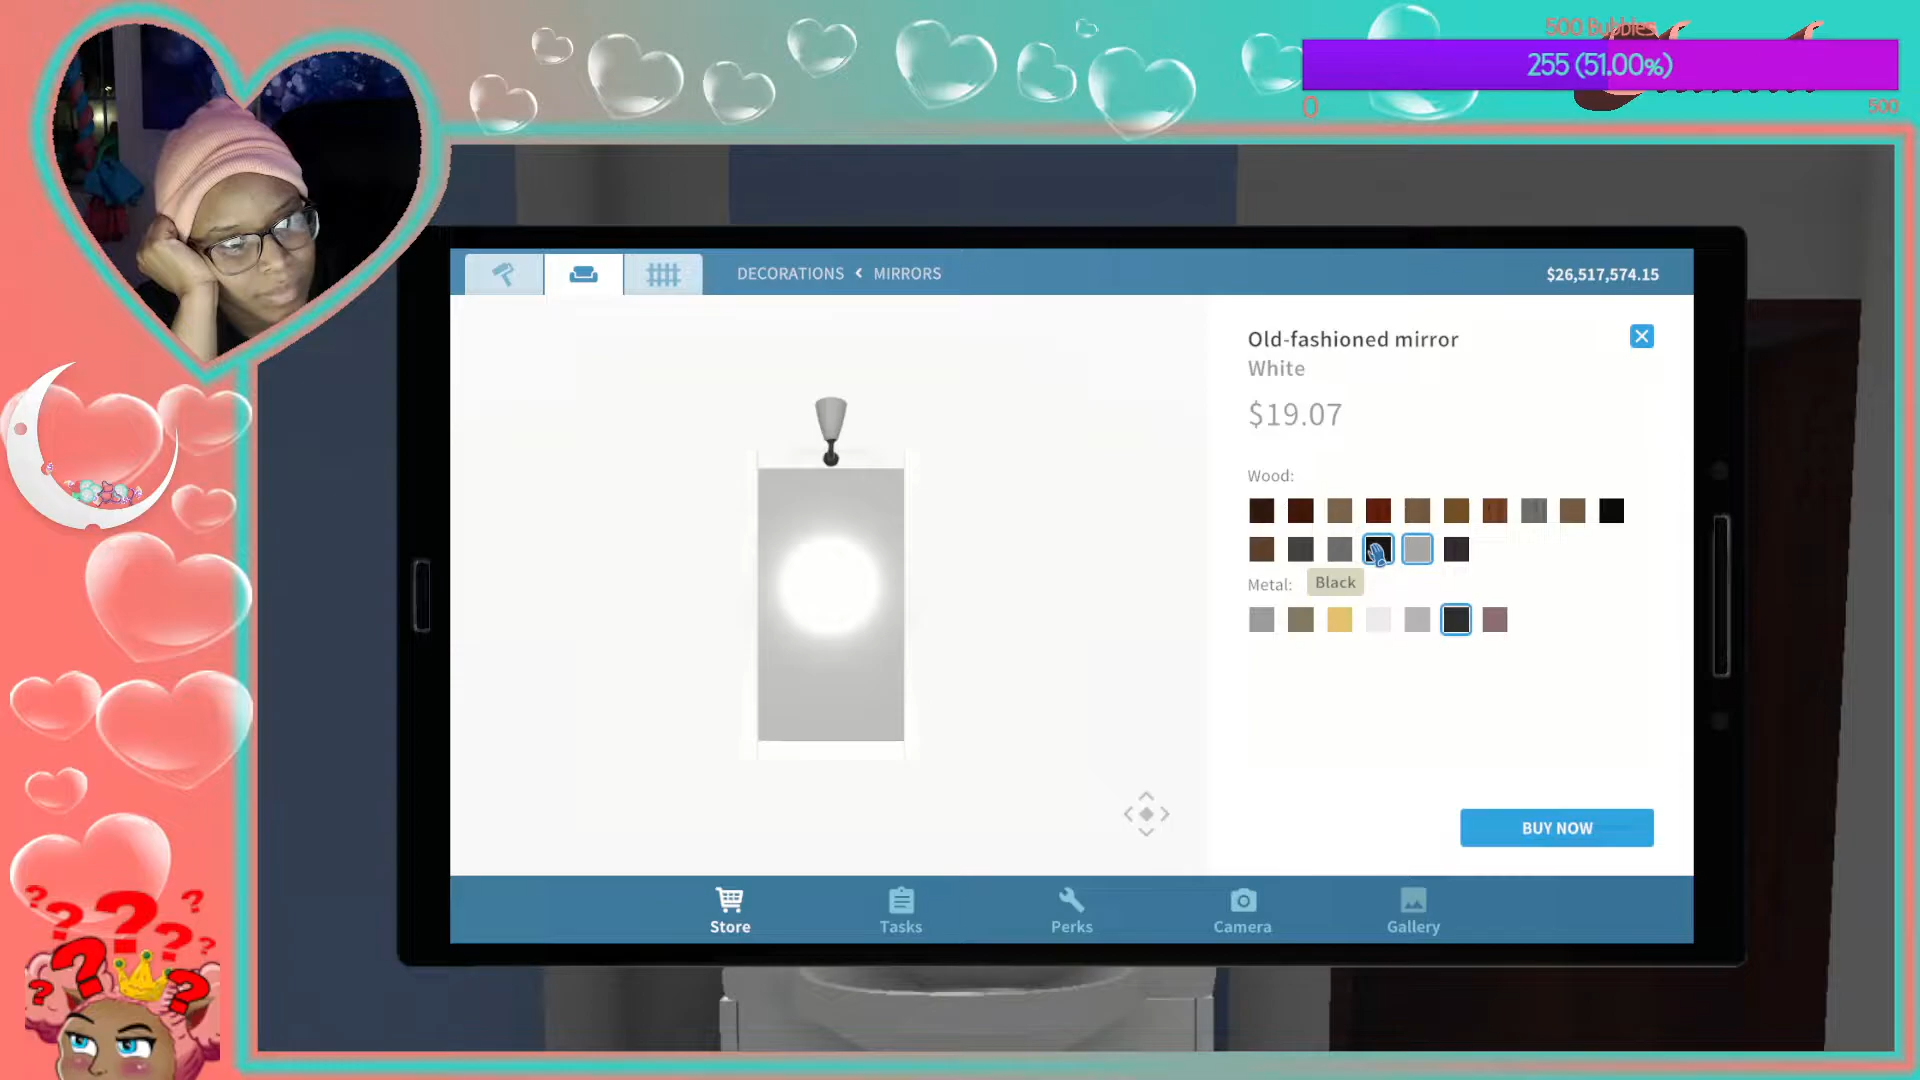 500 Bubbles
255 (51.00%)
0
500
DECORATIONS
MIRRORS
$26,517,574.15
Old-fashioned mirror
White
$19.07
Wood:
Metal:
Black
BUY NOW
Store
Tasks
Perks
Camera
Gallery